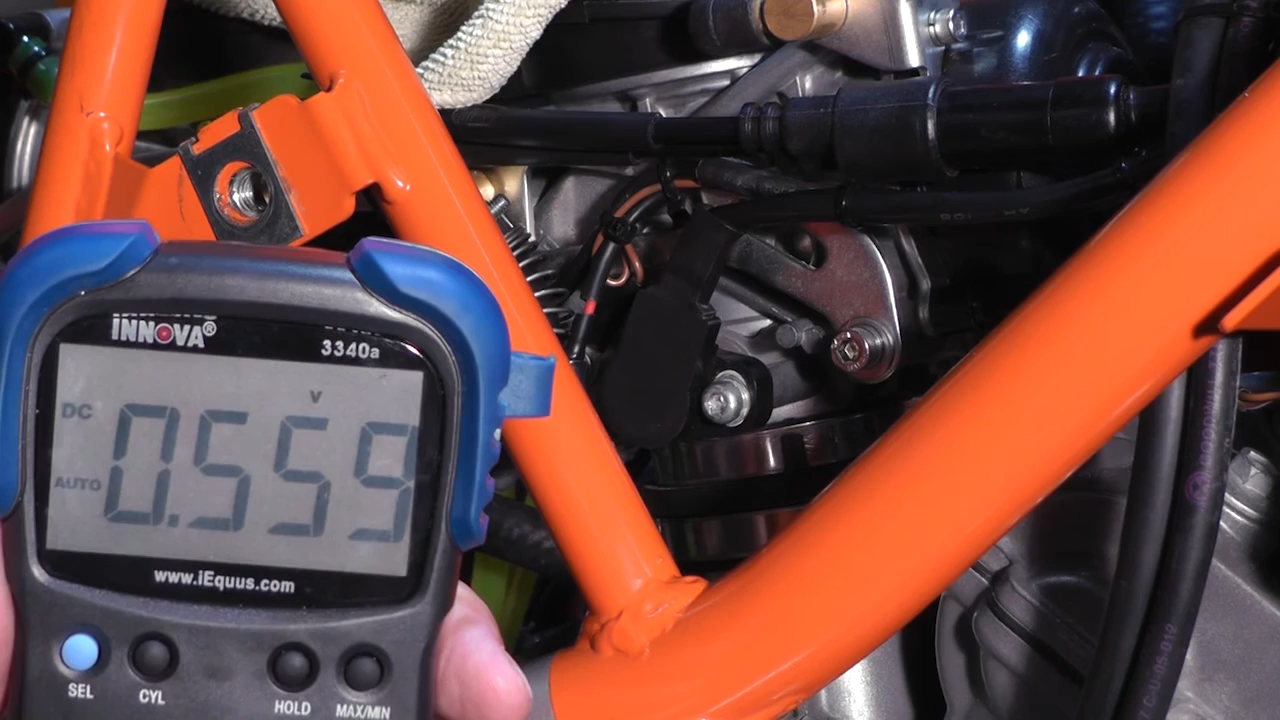 INNOVA®
3340a
V
DC
0.559
AUTO
www.iEquus.com
SEL
CYL
HOLD
MAX/MIN